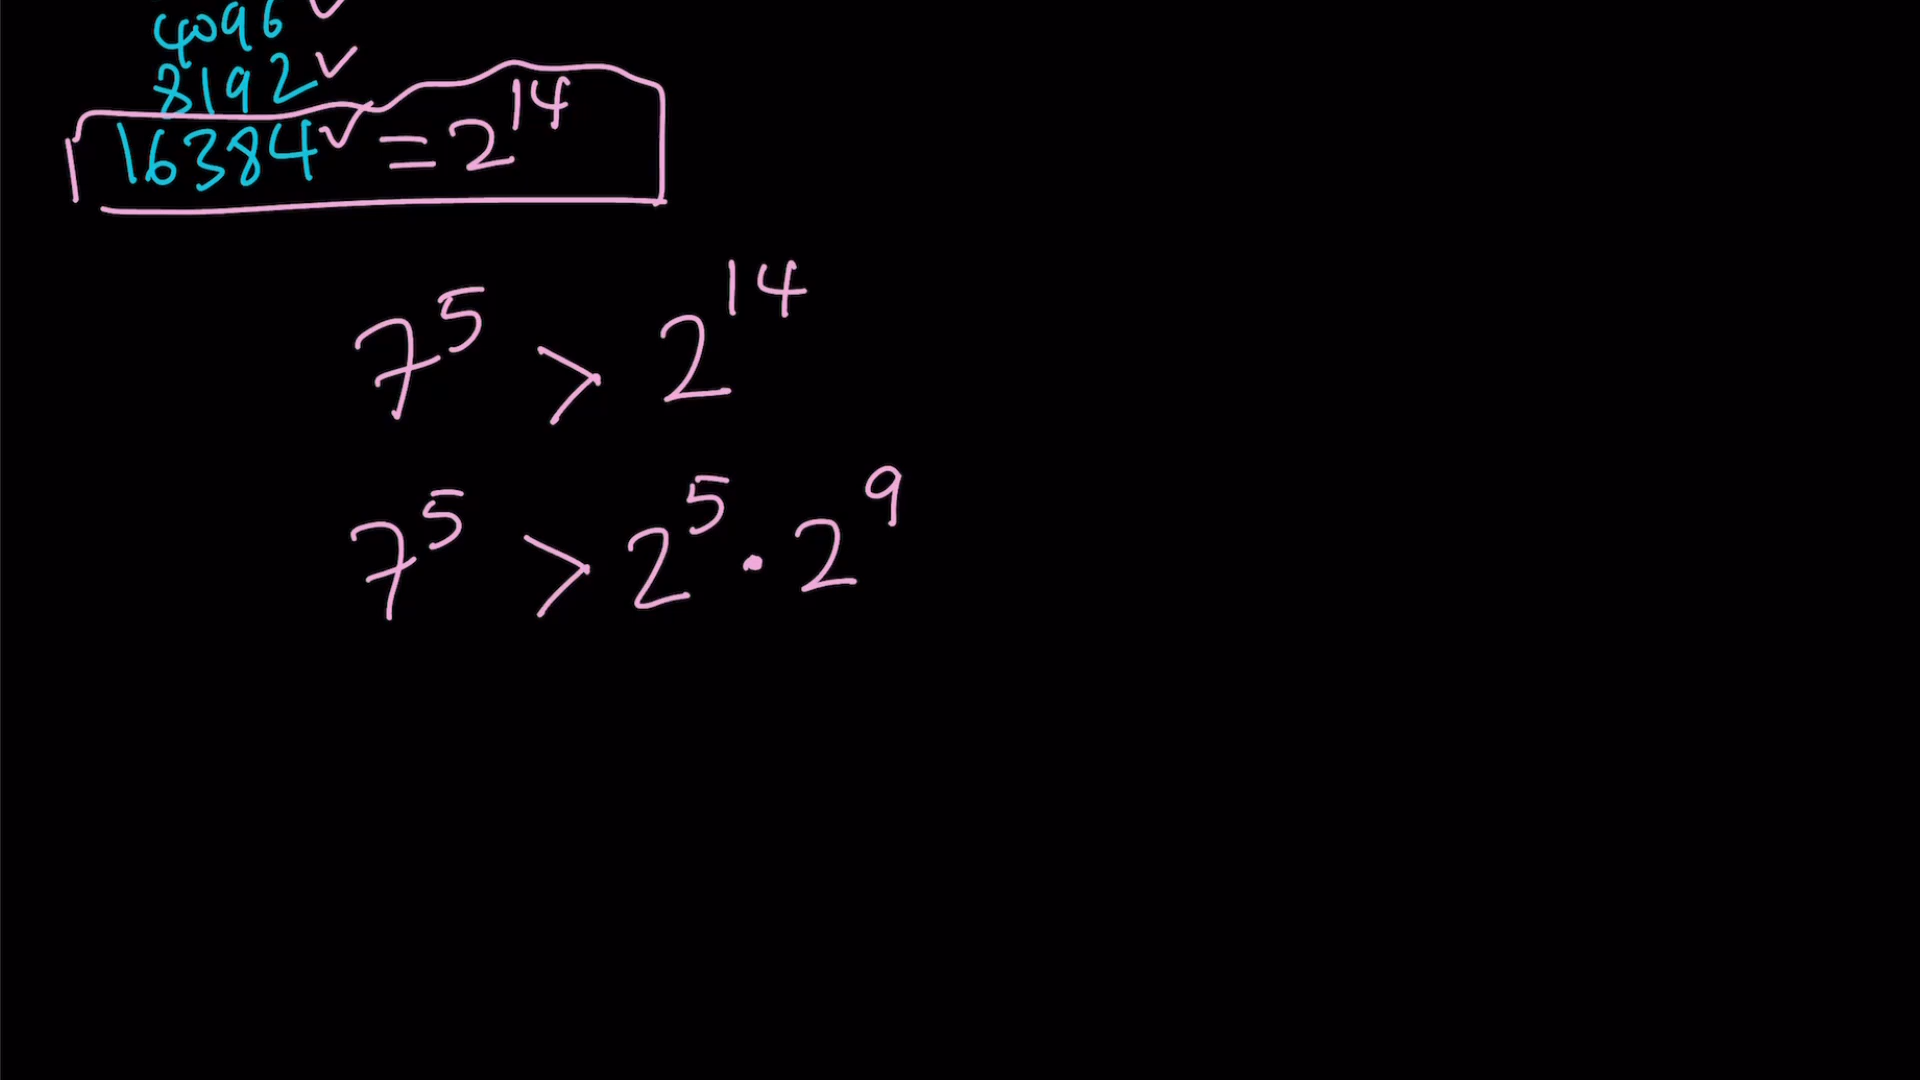 4096 ✓
8192 ✓
16384 ✓ = 2^14
7^5 > 2^14
7^5 > 2^5 · 2^9